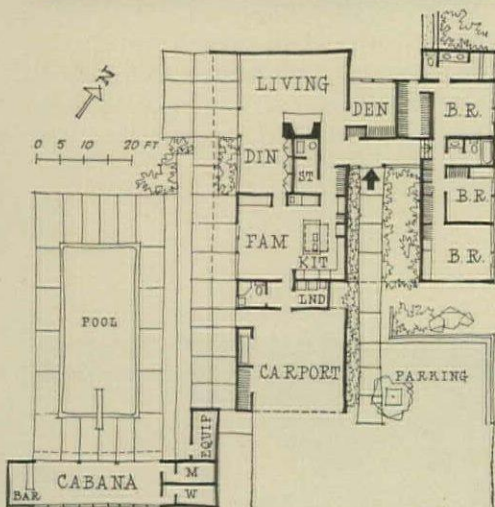 N
0 5 10 20 FT
LIVING
DEN
B.R.
DIN
ST
B.R.
FAM
KIT
B.R.
LND
POOL
CARPORT
PARKING
EQUIP
CABANA
M
BAR
W